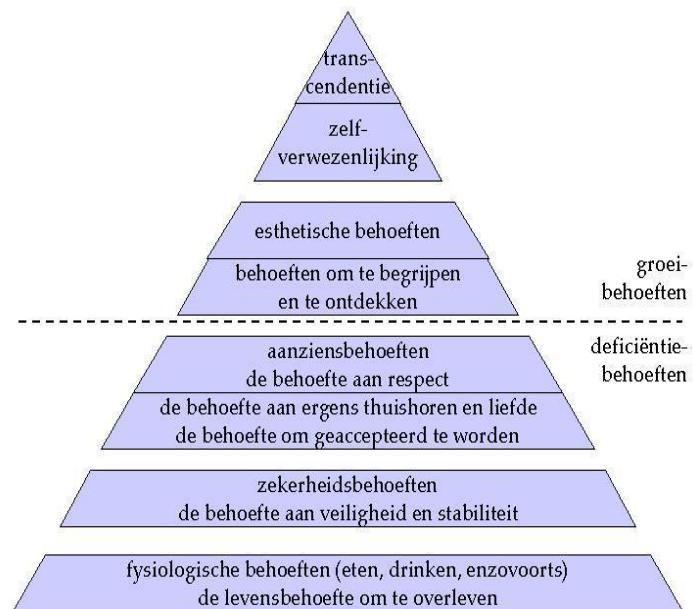 trans-
cendentie
zelf-
verwezenlijking
esthetische behoeften
behoeften om te begrijpen
en te ontdekken
groei-
behoeften
deficiëntie-
behoeften
aanziensbehoeften
de behoefte aan respect
de behoefte aan ergens thuishoren en liefde
de behoefte om geaccepteerd te worden
zekerheidsbehoeften
de behoefte aan veiligheid en stabiliteit
fysiologische behoeften (eten, drinken, enzovoorts)
de levensbehoefte om te overleven